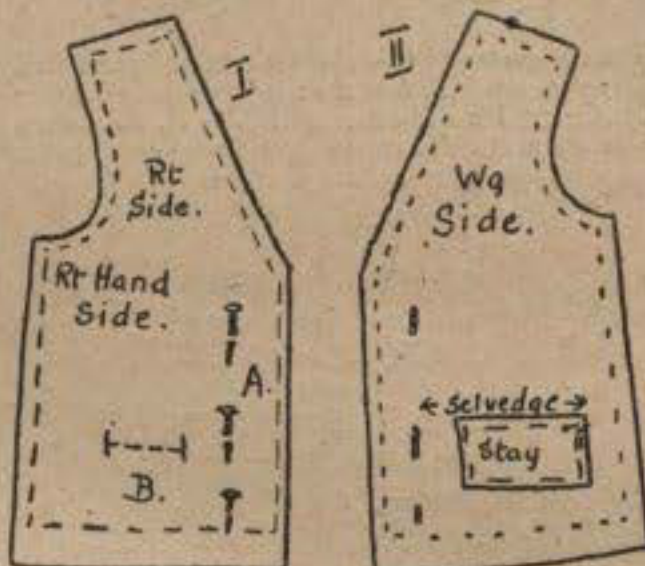 I
Rt
Side.
Rt Hand
Side.
A.
B.
II
Wg
Side.
← Selvedge →
Stay